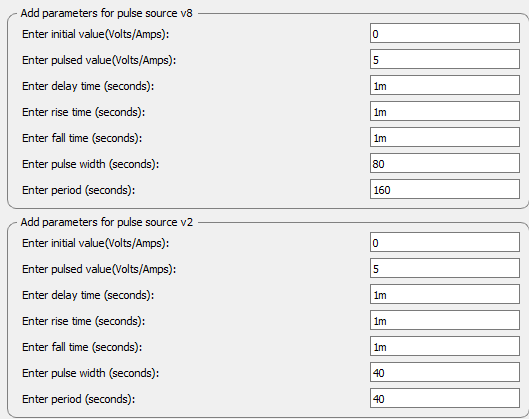 Add parameters for pulse source v8
Enter initial value(Volts/Amps): 0
Enter pulsed value(Volts/Amps): 5
Enter delay time (seconds): 1m
Enter rise time (seconds): 1m
Enter fall time (seconds): 1m
Enter pulse width (seconds): 80
Enter period (seconds): 160
Add parameters for pulse source v2
Enter initial value(Volts/Amps): 0
Enter pulsed value(Volts/Amps): 5
Enter delay time (seconds): 1m
Enter rise time (seconds): 1m
Enter fall time (seconds): 1m
Enter pulse width (seconds): 40
Enter period (seconds): 40